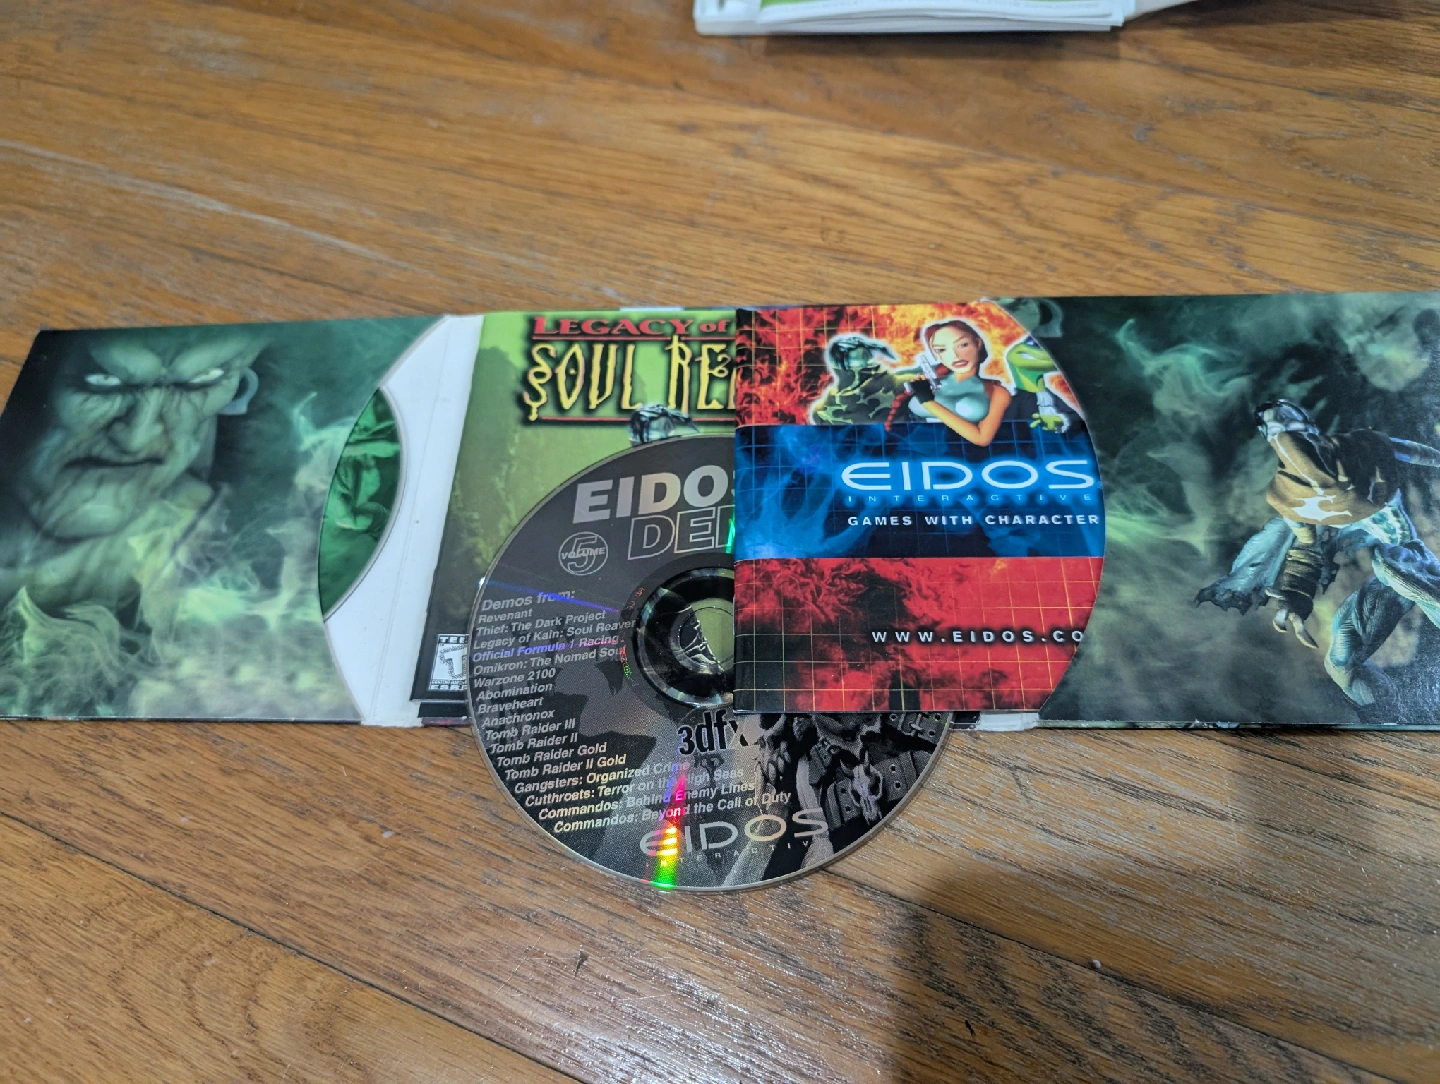 LEGACY of
SOUL RE
EIDOS
DEM
VOLUME
5
Demos from:
Revenant
Thief: The Dark Project
Legacy of Kain: Soul Reaver
Official Formula 1 Racing
Omikron: The Nomad Soul
Warzone 2100
Abomination
Braveheart
Anachronox
Tomb Raider III
Tomb Raider II
Tomb Raider Gold
Tomb Raider II Gold
Gangsters: Organized Crime
Cutthroats: Terror on the High Seas
Commandos: Behind Enemy Lines
Commandos: Beyond the Call of Duty
3dfx
EIDOS
INTERACTIVE
EIDOS
INTERACTIVE
GAMES WITH CHARACTER
WWW.EIDOS.CO
TEE
T
ESR